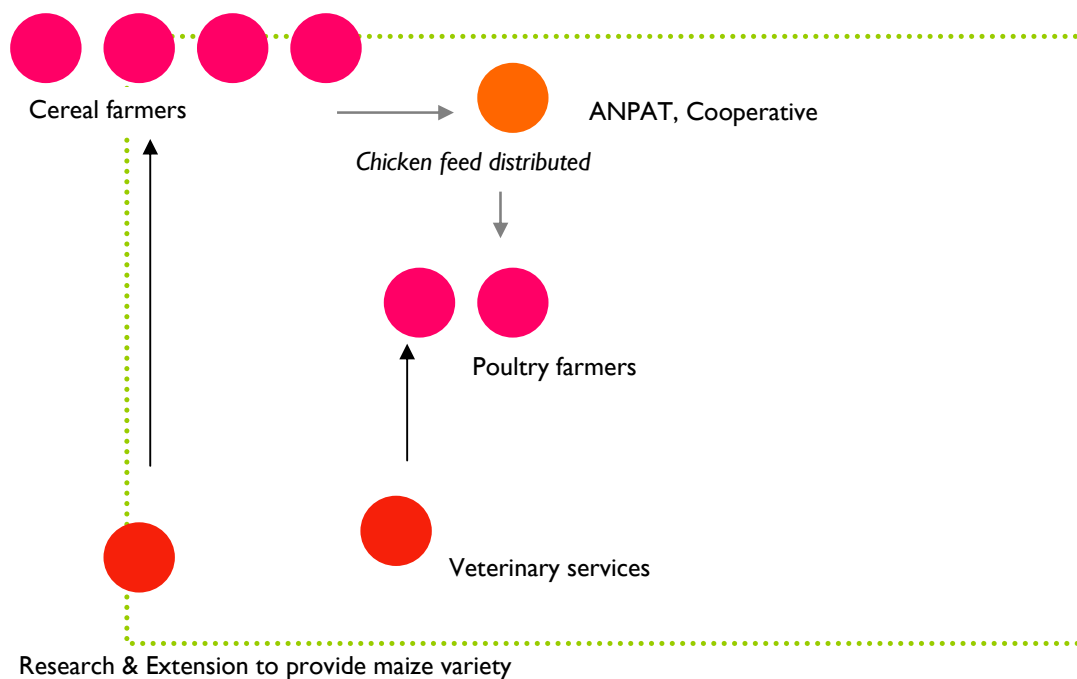 Cereal farmers
ANPAT, Cooperative
Chicken feed distributed
Poultry farmers
Veterinary services
Research & Extension to provide maize variety